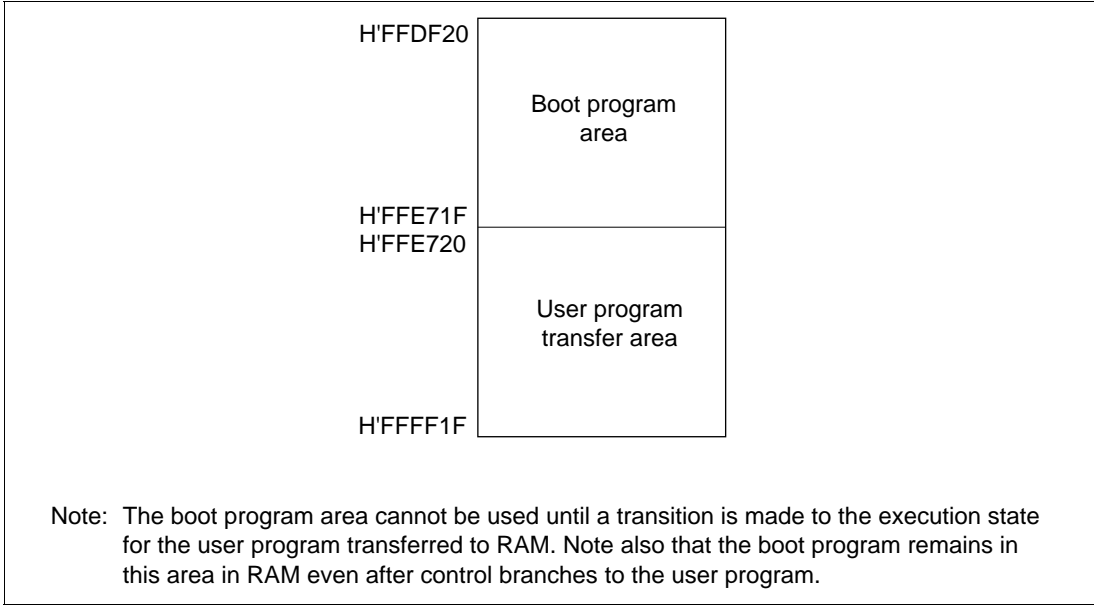 H'FFDF20
Boot program
area
H'FFE71F
H'FFE720
User program
transfer area
H'FFFF1F
Note: The boot program area cannot be used until a transition is made to the execution state
for the user program transferred to RAM. Note also that the boot program remains in
this area in RAM even after control branches to the user program.